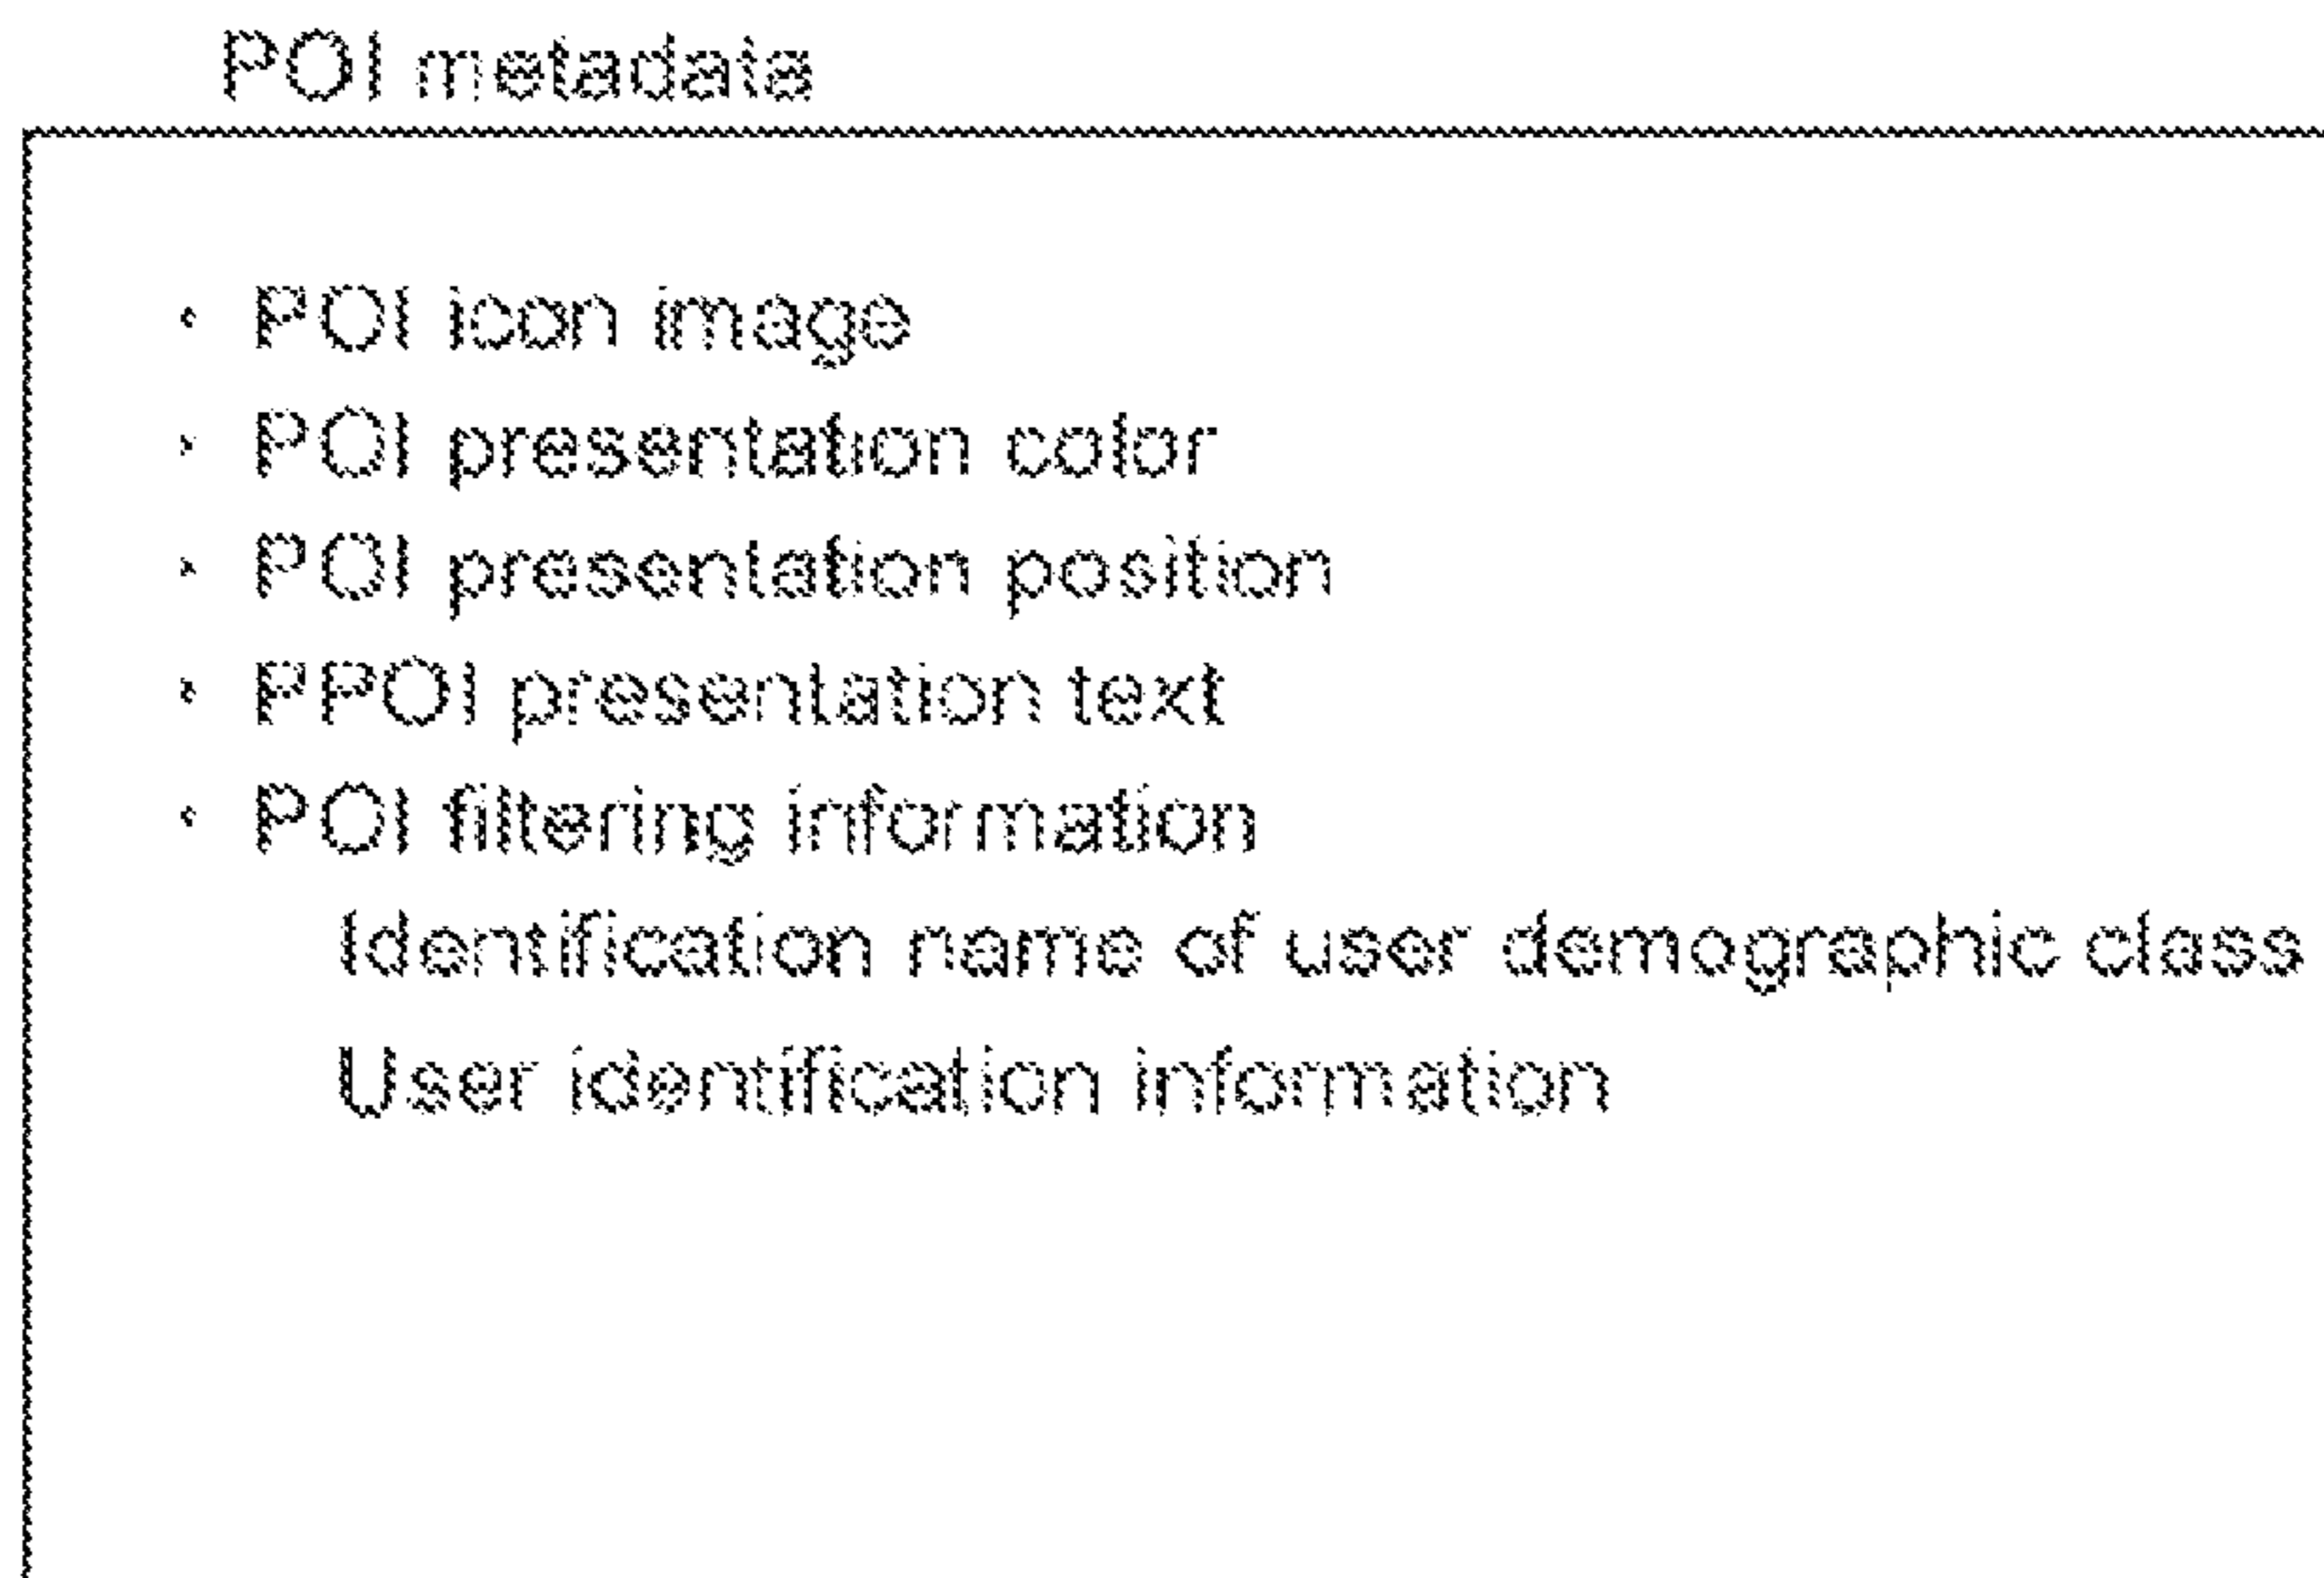 POI metadata
・ POI icon image
・ POI presentation color
・ POI presentation position
・ PPOI presentation text
・ POI filtering information
Identification name of user demographic class
User identification information